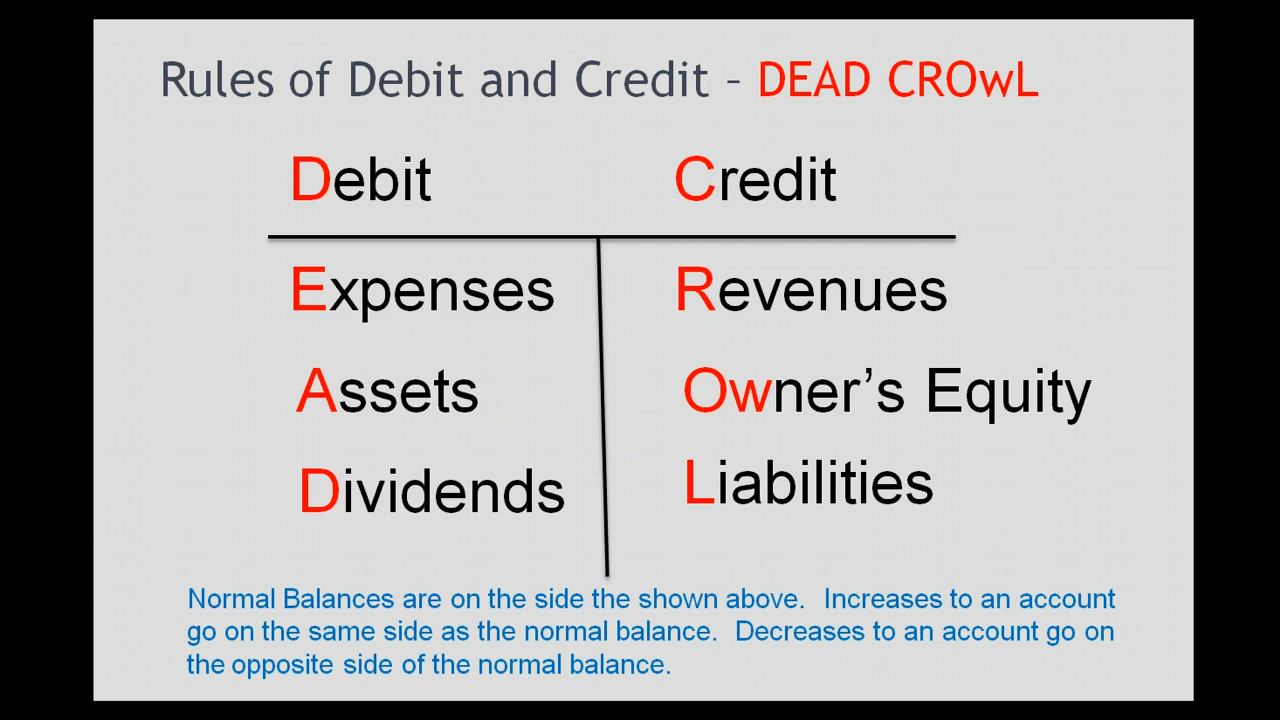 Rules of Debit and Credit – DEAD CROwL
Debit Credit
Expenses Revenues
Assets Owner’s Equity
Dividends Liabilities
Normal Balances are on the side the shown above. Increases to an account
go on the same side as the normal balance. Decreases to an account go on
the opposite side of the normal balance.